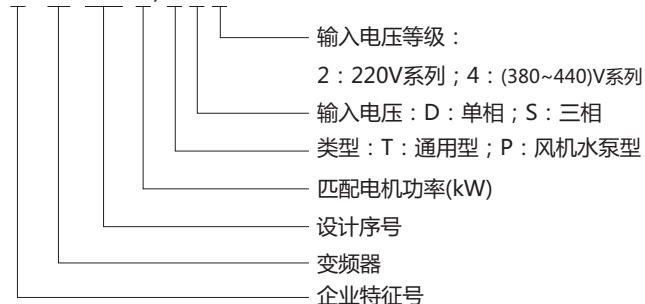 输入电压等级：
2：220V系列；4：(380~440)V系列
输入电压：D：单相；S：三相
类型：T：通用型；P：风机水泵型
匹配电机功率(kW)
设计序号
变频器
企业特征号